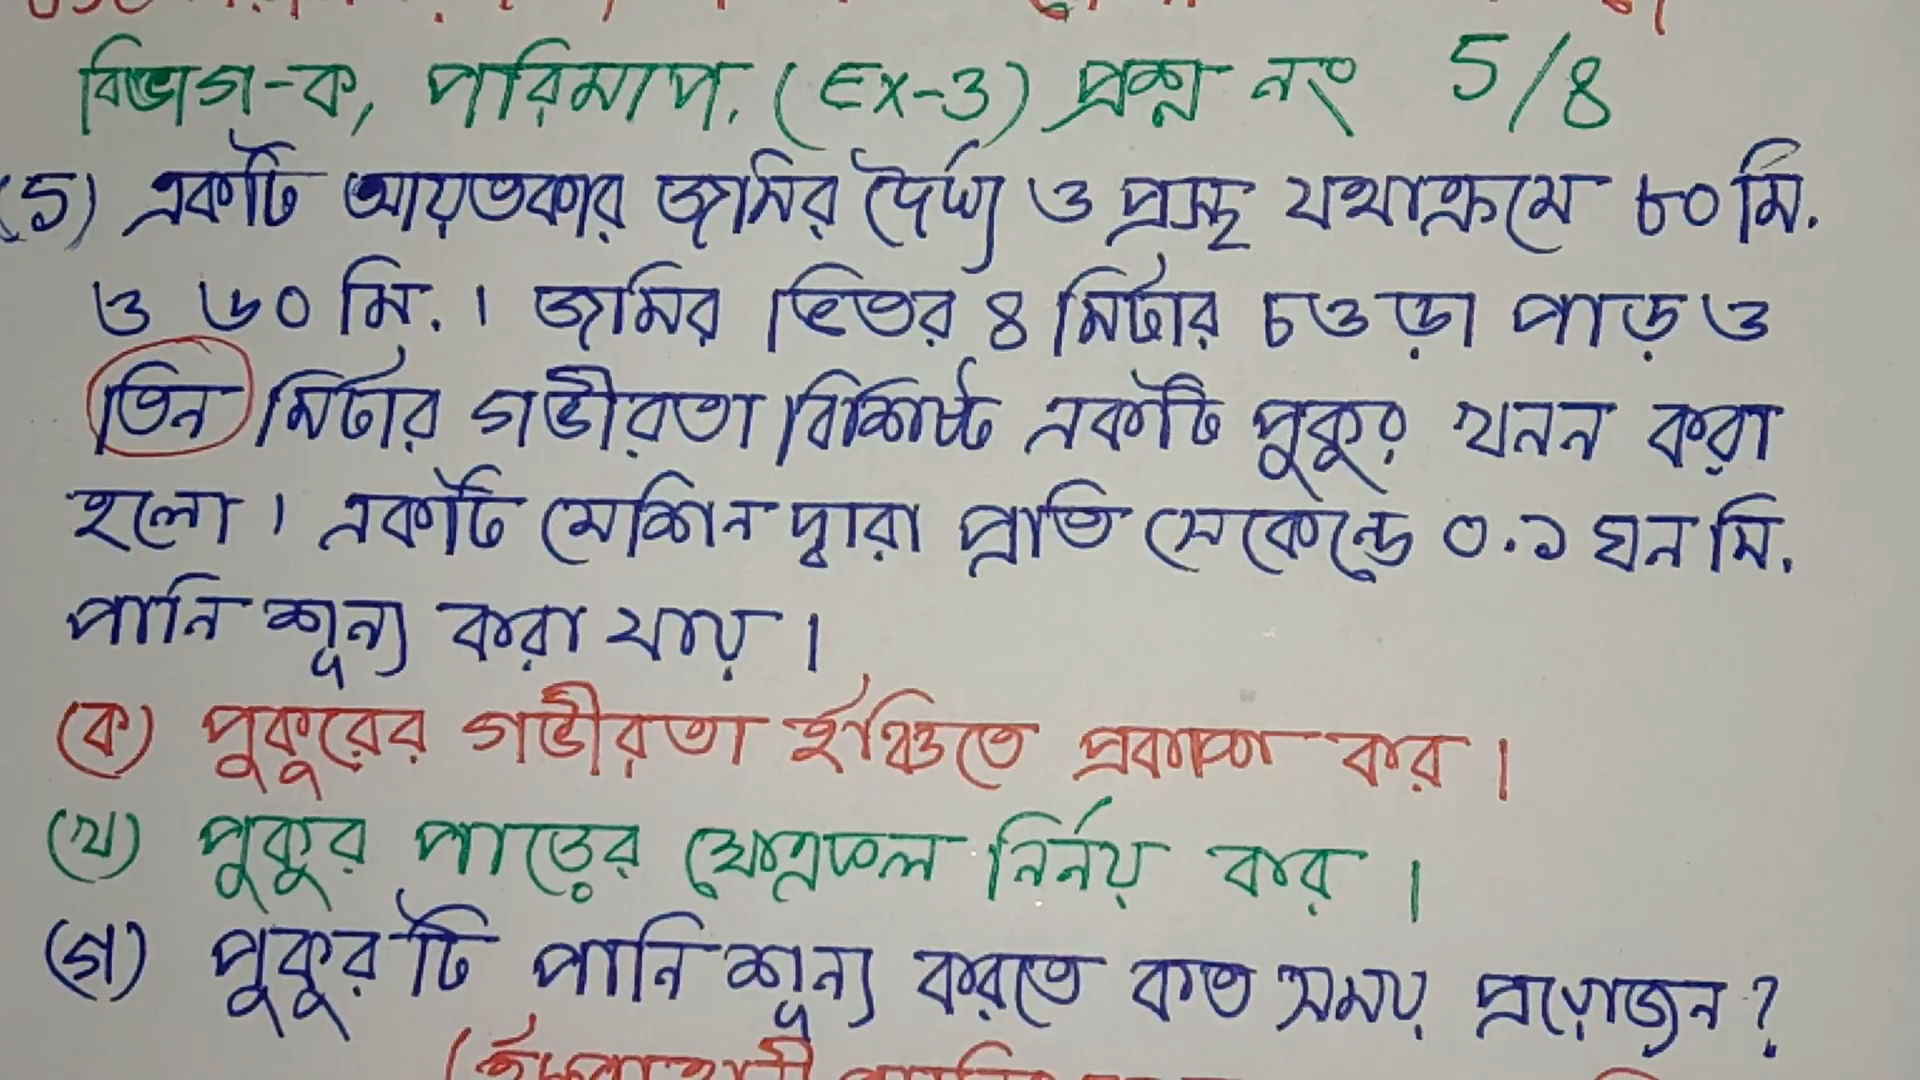 বিভাগ-ক, পরিমাপ, (Ex-3) প্রশ্ন নং 5/8
(5) একটি আয়তকার জমির দৈর্ঘ্য ও প্রস্থ যথাক্রমে ৮০ মি.
ও ৬০ মি. । জমির ভিতর ৪ মিটার চওড়া পাড় ও
তিন মিটার গভীরতা বিশিষ্ট একটি পুকুর খনন করা
হলো । একটি মেশিন দ্বারা প্রতি সেকেন্ডে ০.১ ঘন মি.
পানি শূন্য করা যায় ।
(ক) পুকুরের গভীরতা ইঞ্চিতে প্রকাশ কর ।
(খ) পুকুর পাড়ের ক্ষেত্রফল নির্নয় কর ।
(গ) পুকুর টি পানি শূন্য করতে কত সময় প্রয়োজন ?